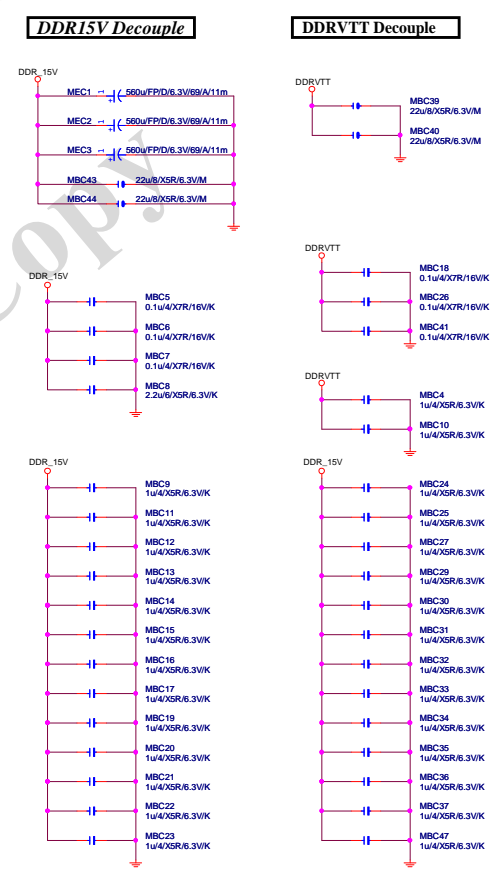 DDR15V Decouple
DDR_15V
MEC1 1 + 560u/FP/D/6.3V/69/A/11m
MEC2 1 + 560u/FP/D/6.3V/69/A/11m
MEC3 1 + 560u/FP/D/6.3V/69/A/11m
MBC43 22u/8/X5R/6.3V/M
MBC44 22u/8/X5R/6.3V/M
DDR_15V
MBC5
0.1u/4/X7R/16V/K
MBC6
0.1u/4/X7R/16V/K
MBC7
0.1u/4/X7R/16V/K
MBC8
2.2u/6/X5R/6.3V/K
DDR_15V
MBC9
1u/4/X5R/6.3V/K
MBC11
1u/4/X5R/6.3V/K
MBC12
1u/4/X5R/6.3V/K
MBC13
1u/4/X5R/6.3V/K
MBC14
1u/4/X5R/6.3V/K
MBC15
1u/4/X5R/6.3V/K
MBC16
1u/4/X5R/6.3V/K
MBC17
1u/4/X5R/6.3V/K
MBC19
1u/4/X5R/6.3V/K
MBC20
1u/4/X5R/6.3V/K
MBC21
1u/4/X5R/6.3V/K
MBC22
1u/4/X5R/6.3V/K
MBC23
1u/4/X5R/6.3V/K
DDRVTT Decouple
DDRVTT
MBC39
22u/8/X5R/6.3V/M
MBC40
22u/8/X5R/6.3V/M
DDRVTT
MBC18
0.1u/4/X7R/16V/K
MBC26
0.1u/4/X7R/16V/K
MBC41
0.1u/4/X7R/16V/K
DDRVTT
MBC4
1u/4/X5R/6.3V/K
MBC10
1u/4/X5R/6.3V/K
DDR_15V
MBC24
1u/4/X5R/6.3V/K
MBC25
1u/4/X5R/6.3V/K
MBC27
1u/4/X5R/6.3V/K
MBC29
1u/4/X5R/6.3V/K
MBC30
1u/4/X5R/6.3V/K
MBC31
1u/4/X5R/6.3V/K
MBC32
1u/4/X5R/6.3V/K
MBC33
1u/4/X5R/6.3V/K
MBC34
1u/4/X5R/6.3V/K
MBC35
1u/4/X5R/6.3V/K
MBC36
1u/4/X5R/6.3V/K
MBC37
1u/4/X5R/6.3V/K
MBC47
1u/4/X5R/6.3V/K
Copy